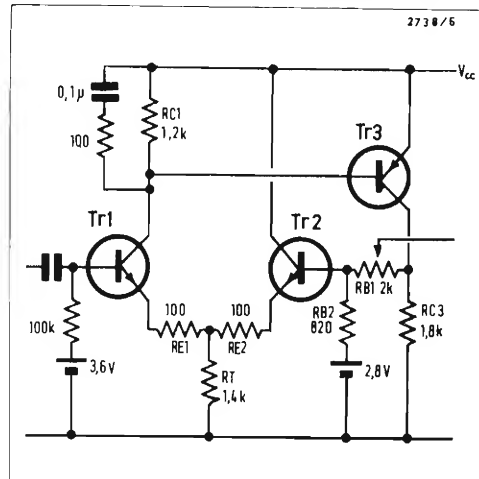 2738/6
Vcc
0,1µ
RC1
1,2k
100
Tr3
Tr1
Tr2
100
100
RB1 2k
RE1
RE2
RB2
820
RC3
1,8k
100k
3,6V
RT
1,4k
2,8V